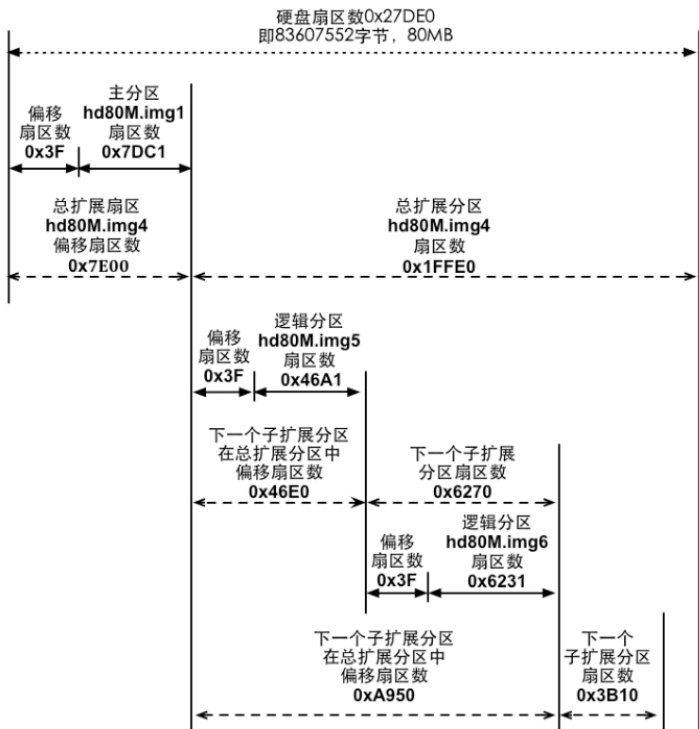 硬盘扇区数0x27DE0
即83607552字节，80MB
偏移
扇区数
0x3F
主分区
hd80M.img1
扇区数
0x7DC1
总扩展扇区
hd80M.img4
偏移扇区数
0x7E00
总扩展分区
hd80M.img4
扇区数
0x1FFE0
偏移
扇区数
0x3F
逻辑分区
hd80M.img5
扇区数
0x46A1
下一个子扩展分区
在总扩展分区中
偏移扇区数
0x46E0
下一个子扩展
分区扇区数
0x6270
偏移
扇区数
0x3F
逻辑分区
hd80M.img6
扇区数
0x6231
下一个子扩展分区
在总扩展分区中
偏移扇区数
0xA950
下一个
子扩展分区
扇区数
0x3B10